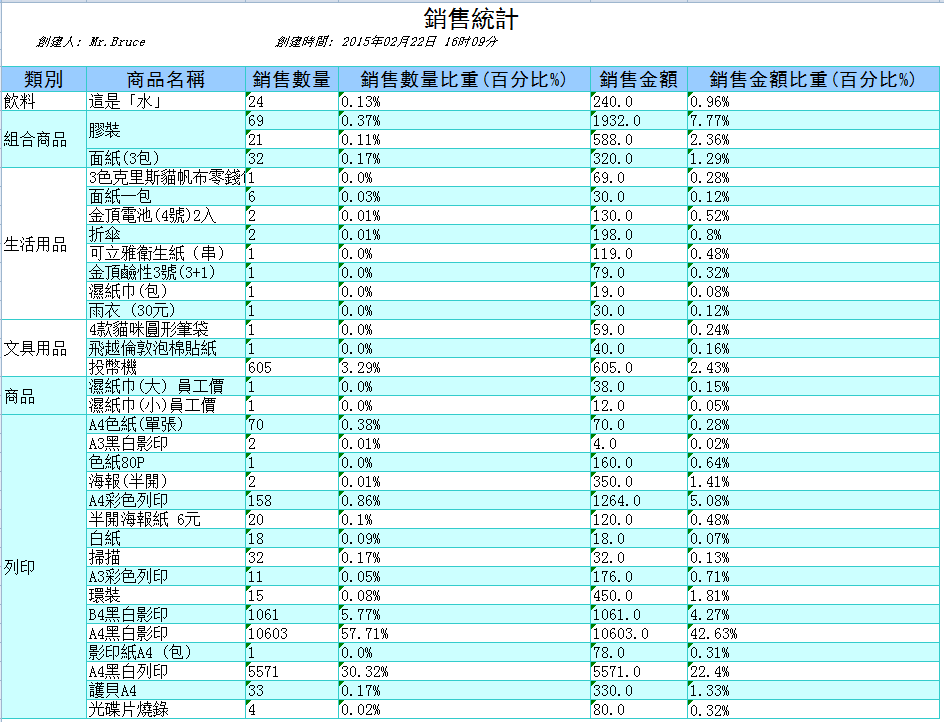 銷售統計
創建人: Mr.Bruce 創建時間: 2015年02月22日 16時09分
類別 商品名稱 銷售數量 銷售數量比重(百分比%) 銷售金額 銷售金額比重(百分比%)
飲料 這是「水」 24 0.13% 240.0 0.96%
組合商品 膠裝 69 0.37% 1932.0 7.77%
21 0.11% 588.0 2.36%
面紙(3包) 32 0.17% 320.0 1.29%
生活用品 3色克里斯貓帆布零錢 1 0.0% 69.0 0.28%
面紙一包 6 0.03% 30.0 0.12%
金頂電池(4號)2入 2 0.01% 130.0 0.52%
折傘 2 0.01% 198.0 0.8%
可立雅衛生紙（串） 1 0.0% 119.0 0.48%
金頂鹼性3號(3+1) 1 0.0% 79.0 0.32%
濕紙巾(包) 1 0.0% 19.0 0.08%
雨衣 (30元) 1 0.0% 30.0 0.12%
文具用品 4款貓咪圓形筆袋 1 0.0% 59.0 0.24%
飛越倫敦泡棉貼紙 1 0.0% 40.0 0.16%
投幣機 605 3.29% 605.0 2.43%
商品 濕紙巾(大) 員工價 1 0.0% 38.0 0.15%
濕紙巾(小)員工價 1 0.0% 12.0 0.05%
列印 A4色紙(單張) 70 0.38% 70.0 0.28%
A3黑白影印 2 0.01% 4.0 0.02%
色紙80P 1 0.0% 160.0 0.64%
海報(半開) 2 0.01% 350.0 1.41%
A4彩色列印 158 0.86% 1264.0 5.08%
半開海報紙 6元 20 0.1% 120.0 0.48%
白紙 18 0.09% 18.0 0.07%
掃描 32 0.17% 32.0 0.13%
A3彩色列印 11 0.05% 176.0 0.71%
環裝 15 0.08% 450.0 1.81%
B4黑白影印 1061 5.77% 1061.0 4.27%
A4黑白影印 10603 57.71% 10603.0 42.63%
影印紙A4（包） 1 0.0% 78.0 0.31%
A4黑白列印 5571 30.32% 5571.0 22.4%
護貝A4 33 0.17% 330.0 1.33%
光碟片燒錄 4 0.02% 80.0 0.32%